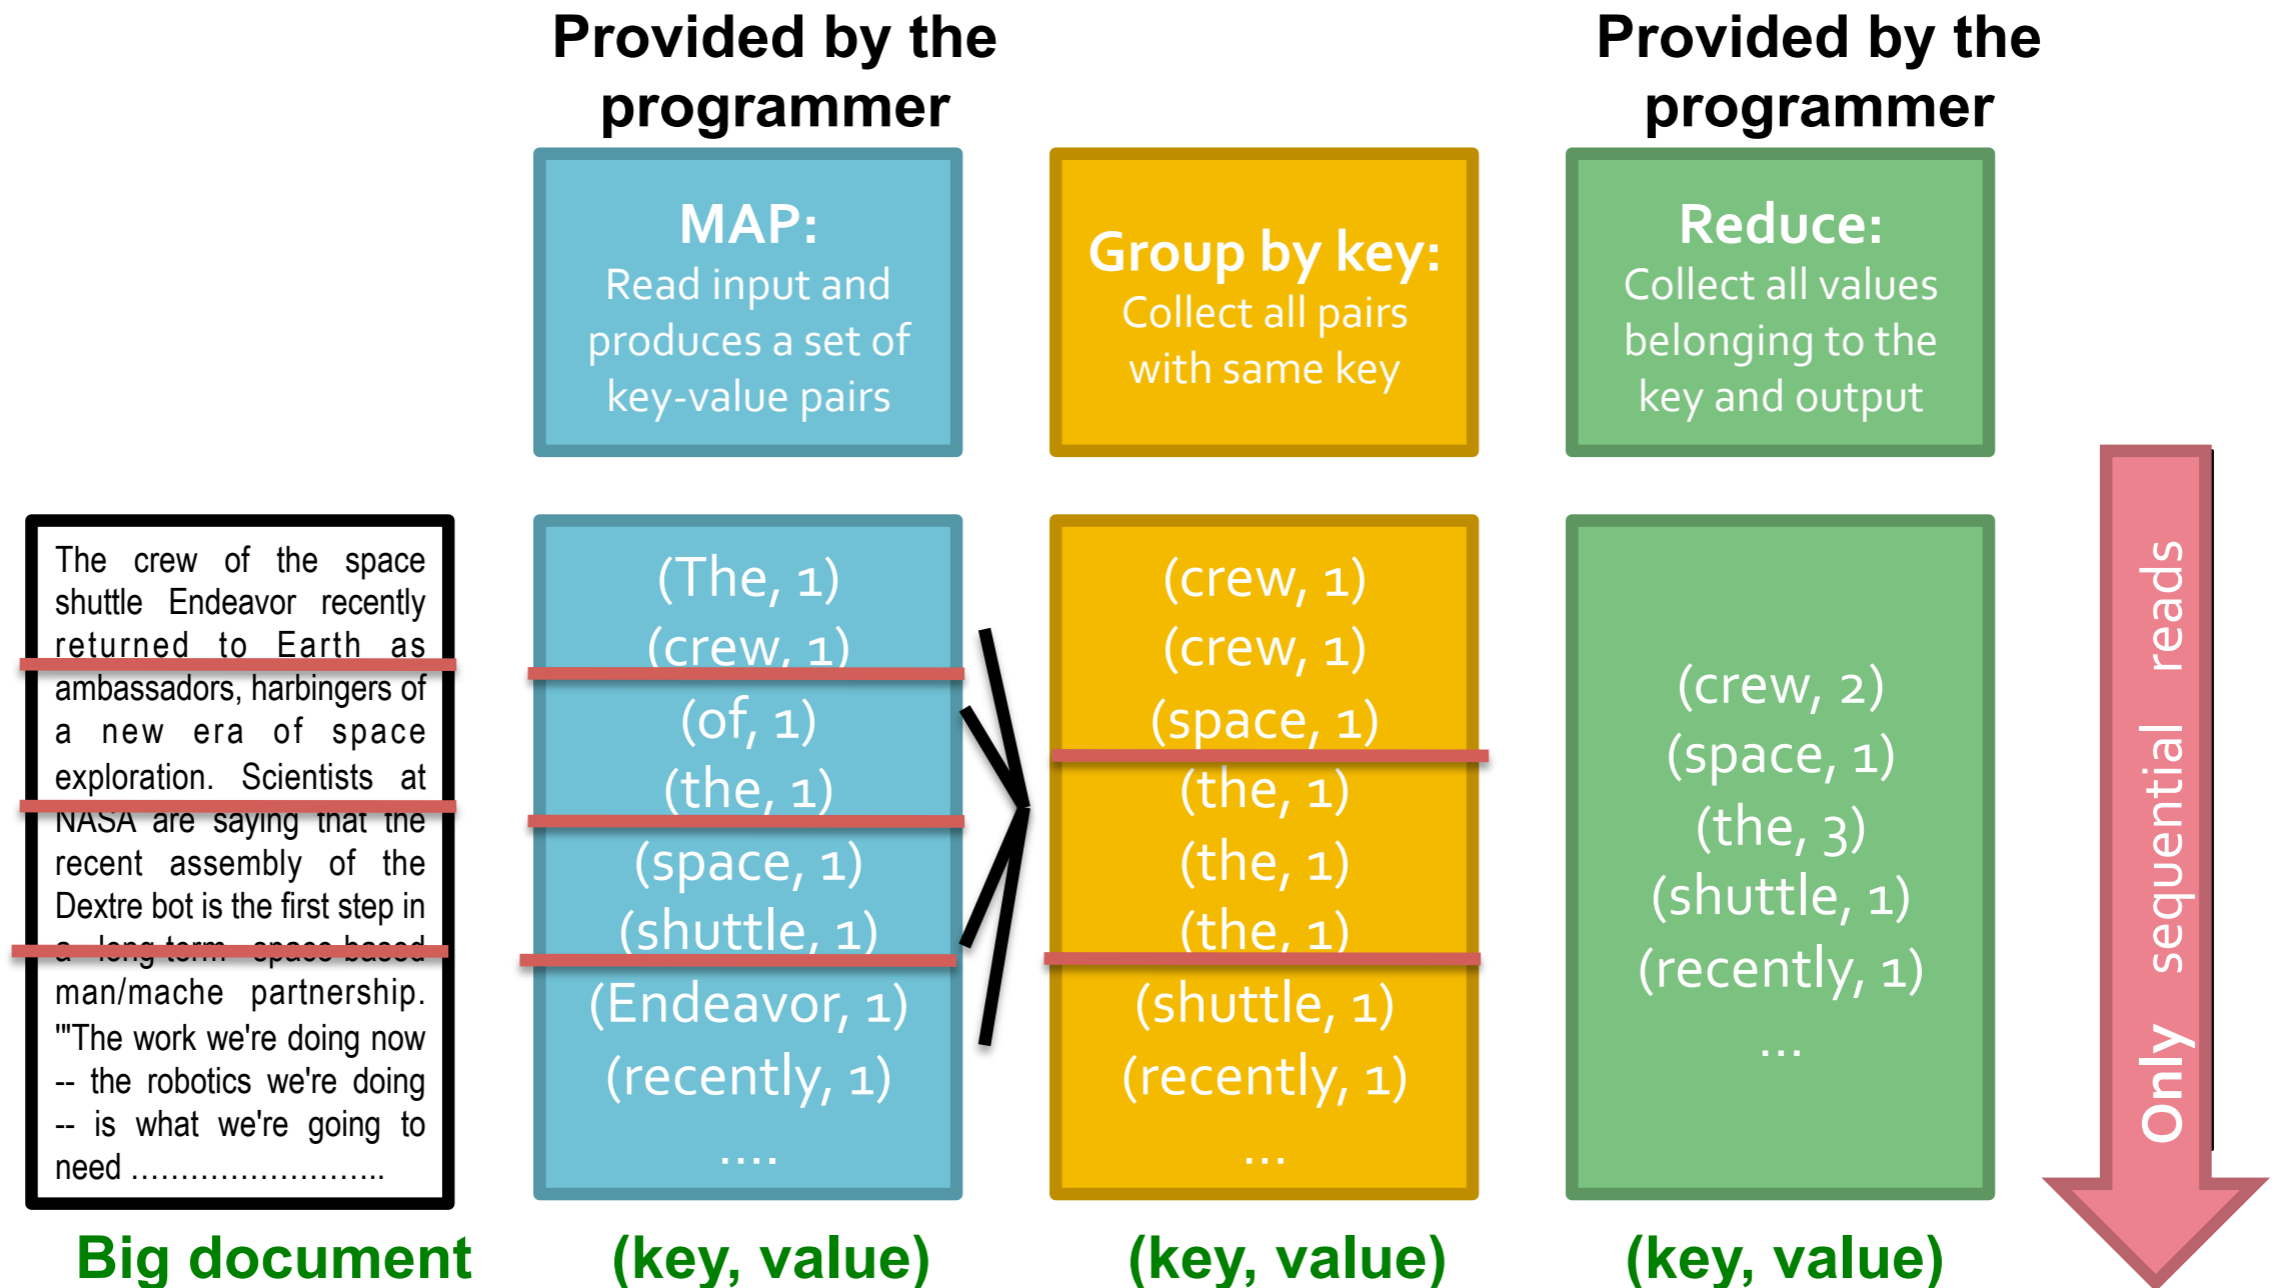 Provided by the
programmer
Provided by the
programmer
MAP:
Read input and
produces a set of
key-value pairs
Group by key:
Collect all pairs
with same key
Reduce:
Collect all values
belonging to the
key and output
The crew of the space
shuttle Endeavor recently
returned to Earth as
ambassadors, harbingers of
a new era of space
exploration. Scientists at
NASA are saying that the
recent assembly of the
Dextre bot is the first step in
a long-term space-based
man/mache partnership.
'"The work we're doing now
-- the robotics we're doing
-- is what we're going to
need ……………………..
(The, 1)
(crew, 1)
(of, 1)
(the, 1)
(space, 1)
(shuttle, 1)
(Endeavor, 1)
(recently, 1)
….
(crew, 1)
(crew, 1)
(space, 1)
(the, 1)
(the, 1)
(the, 1)
(shuttle, 1)
(recently, 1)
…
(crew, 2)
(space, 1)
(the, 3)
(shuttle, 1)
(recently, 1)
…
Only sequential reads
Big document
(key, value)
(key, value)
(key, value)